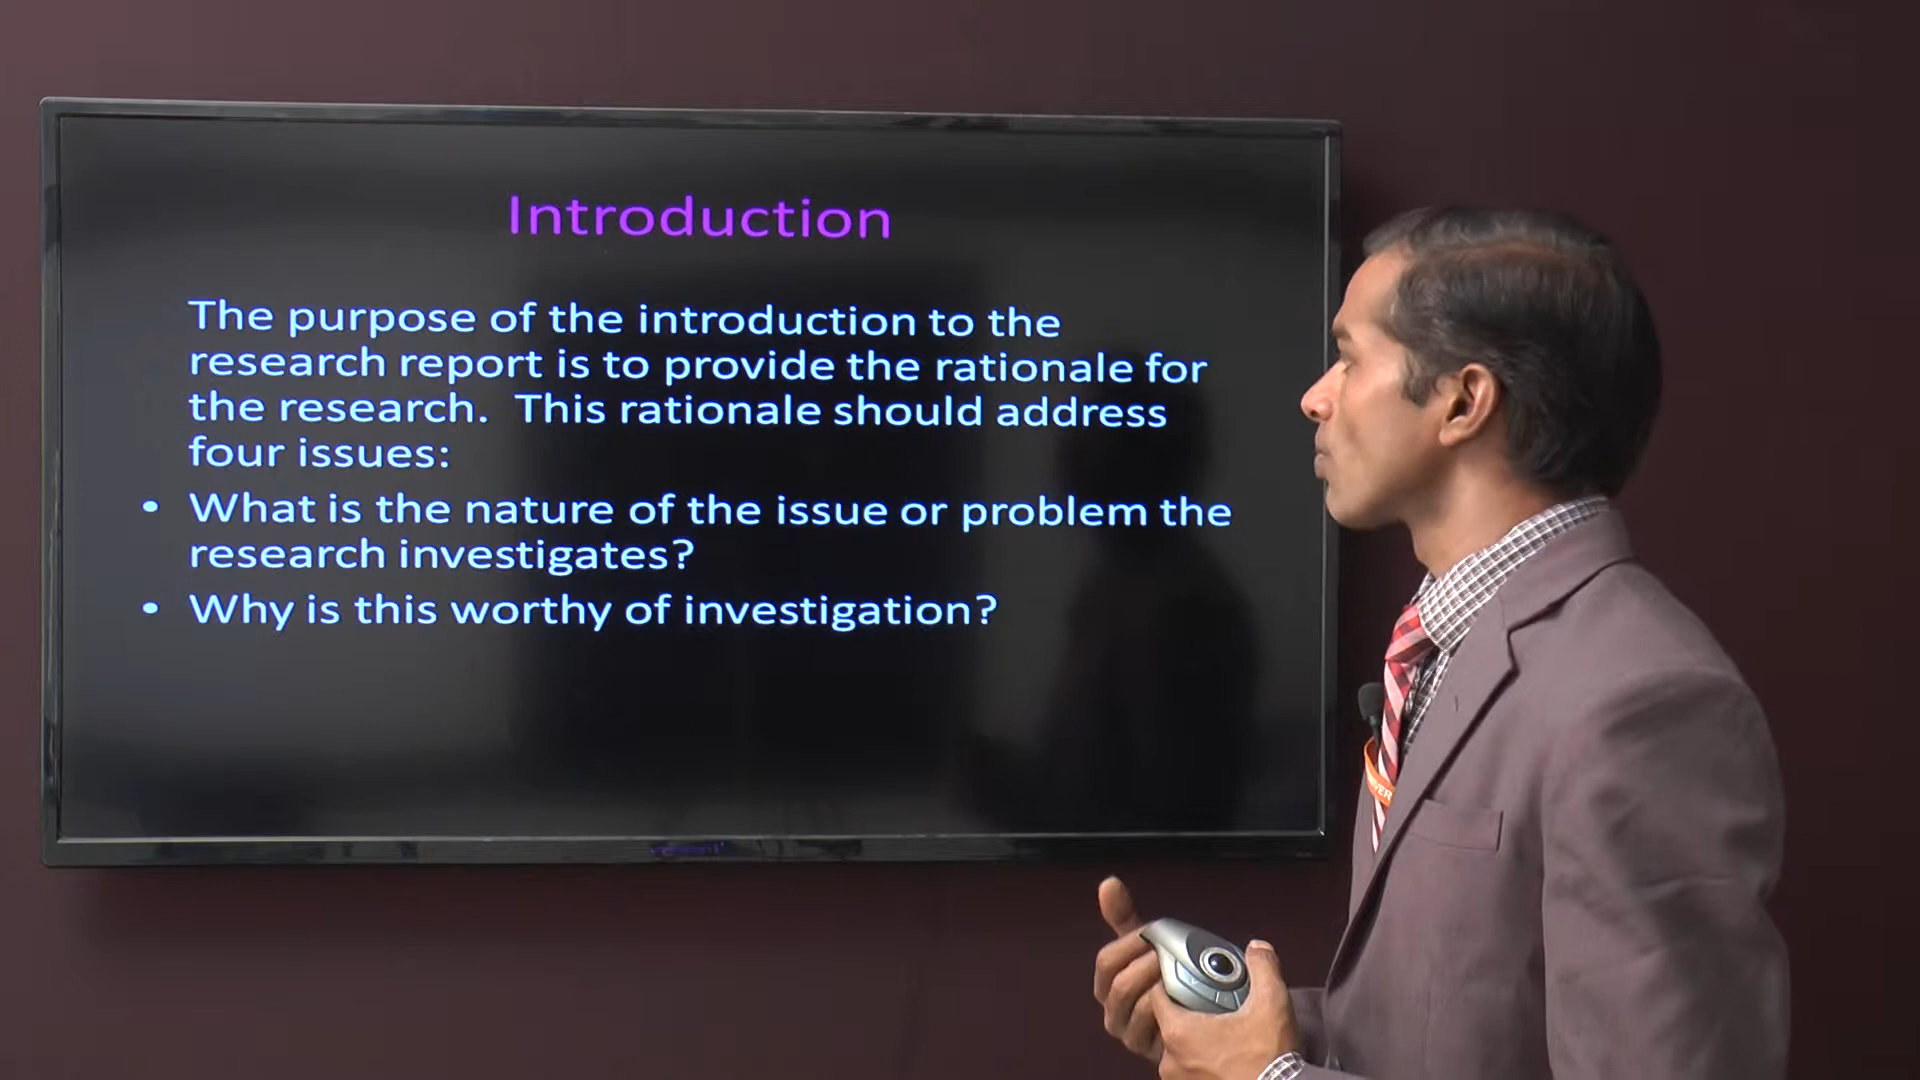 Introduction
The purpose of the introduction to the
research report is to provide the rationale for
the research. This rationale should address
four issues:
• What is the nature of the issue or problem the
research investigates?
• Why is this worthy of investigation?